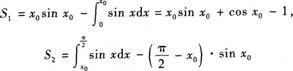 S₁ = x₀ sin x₀ − ∫₀^{x₀} sin x dx = x₀ sin x₀ + cos x₀ − 1,
S₂ = ∫_{x₀}^{π/2} sin x dx − (π/2 − x₀) · sin x₀